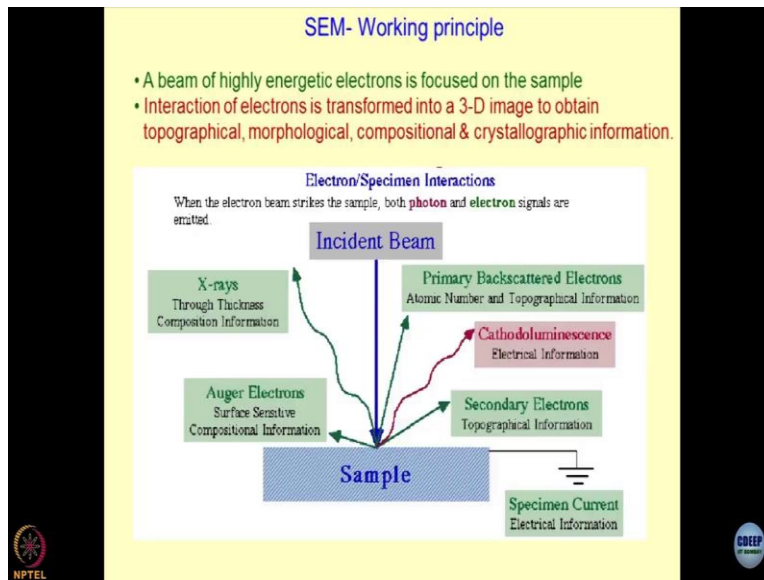 SEM- Working principle
• A beam of highly energetic electrons is focused on the sample
• Interaction of electrons is transformed into a 3-D image to obtain
topographical, morphological, compositional & crystallographic information.
Electron/Specimen Interactions
When the electron beam strikes the sample, both photon and electron signals are
emitted.
Incident Beam
X-rays
Through Thickness
Composition Information
Primary Backscattered Electrons
Atomic Number and Topographical Information
Cathodoluminescence
Electrical Information
Auger Electrons
Surface Sensitive
Compositional Information
Secondary Electrons
Topographical Information
Sample
Specimen Current
Electrical Information
NPTEL
CDEEP
IIT BOMBAY